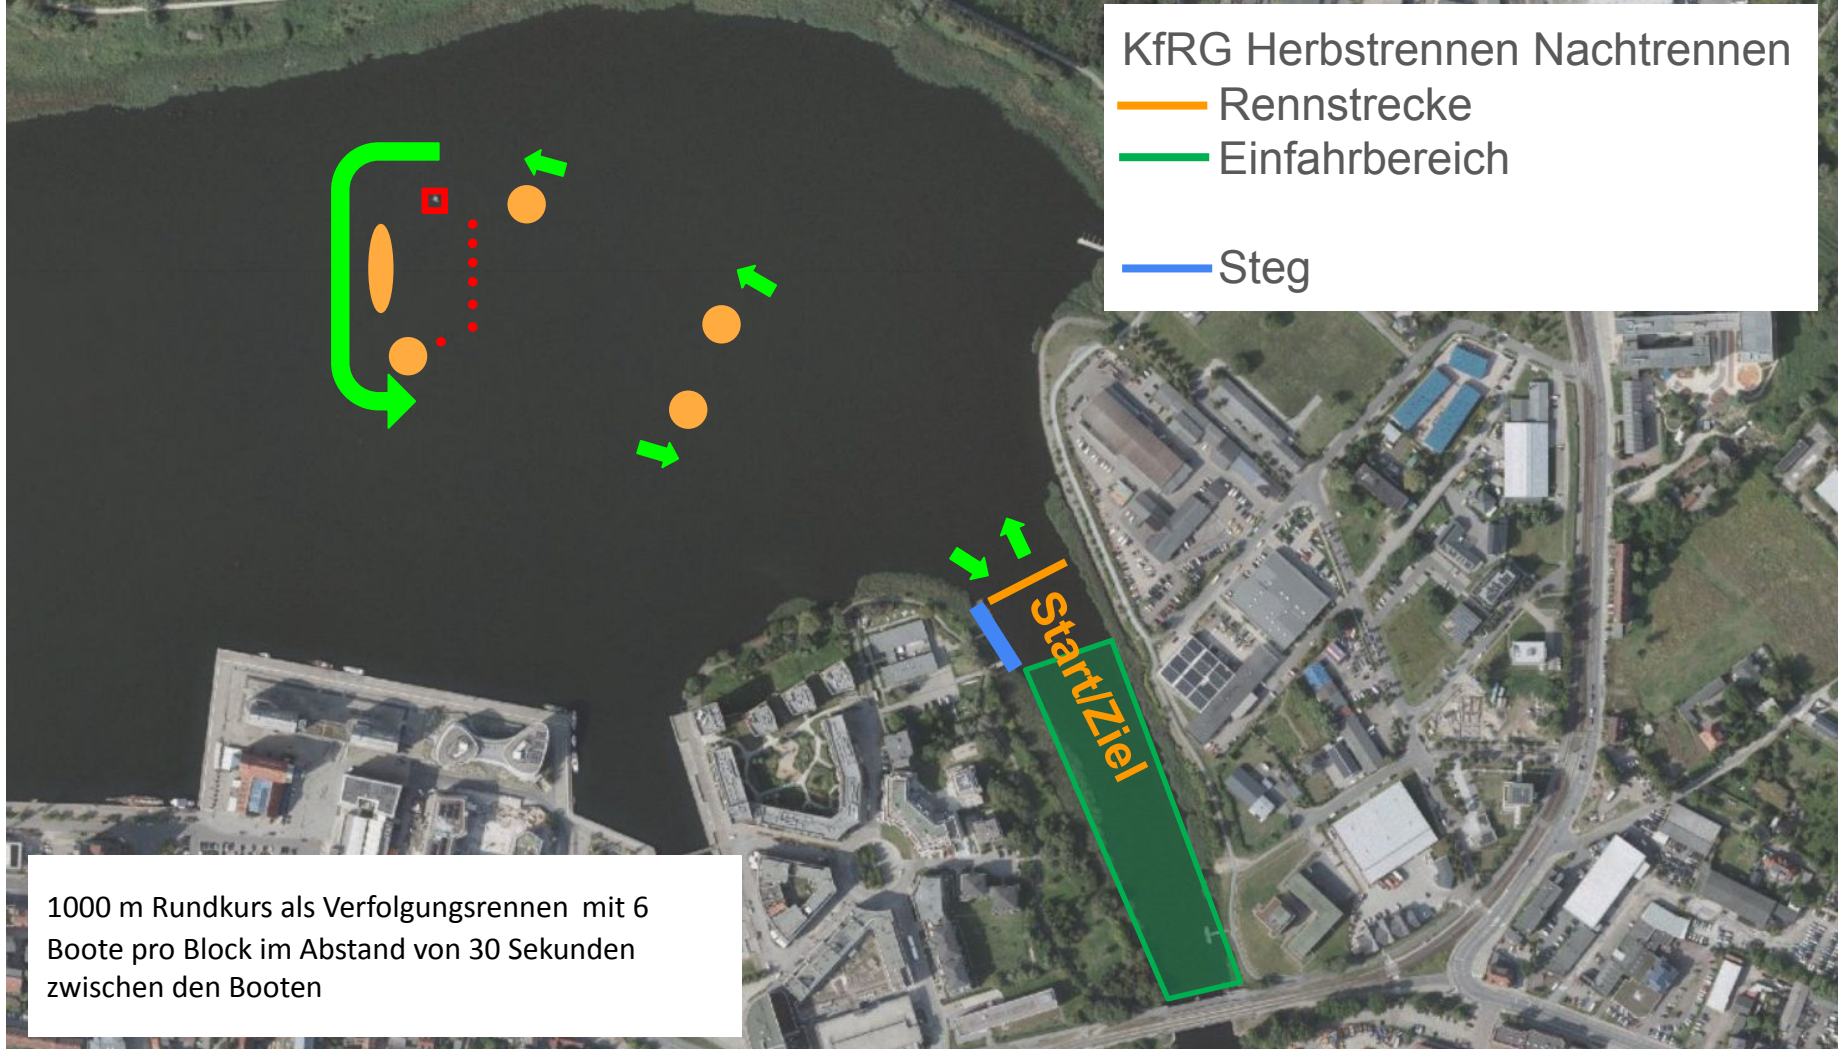 KfRG Herbstrennen Nachtrennen
Rennstrecke
Einfahrbereich
Steg
Start/Ziel
1000 m Rundkurs als Verfolgungsrennen mit 6
Boote pro Block im Abstand von 30 Sekunden
zwischen den Booten